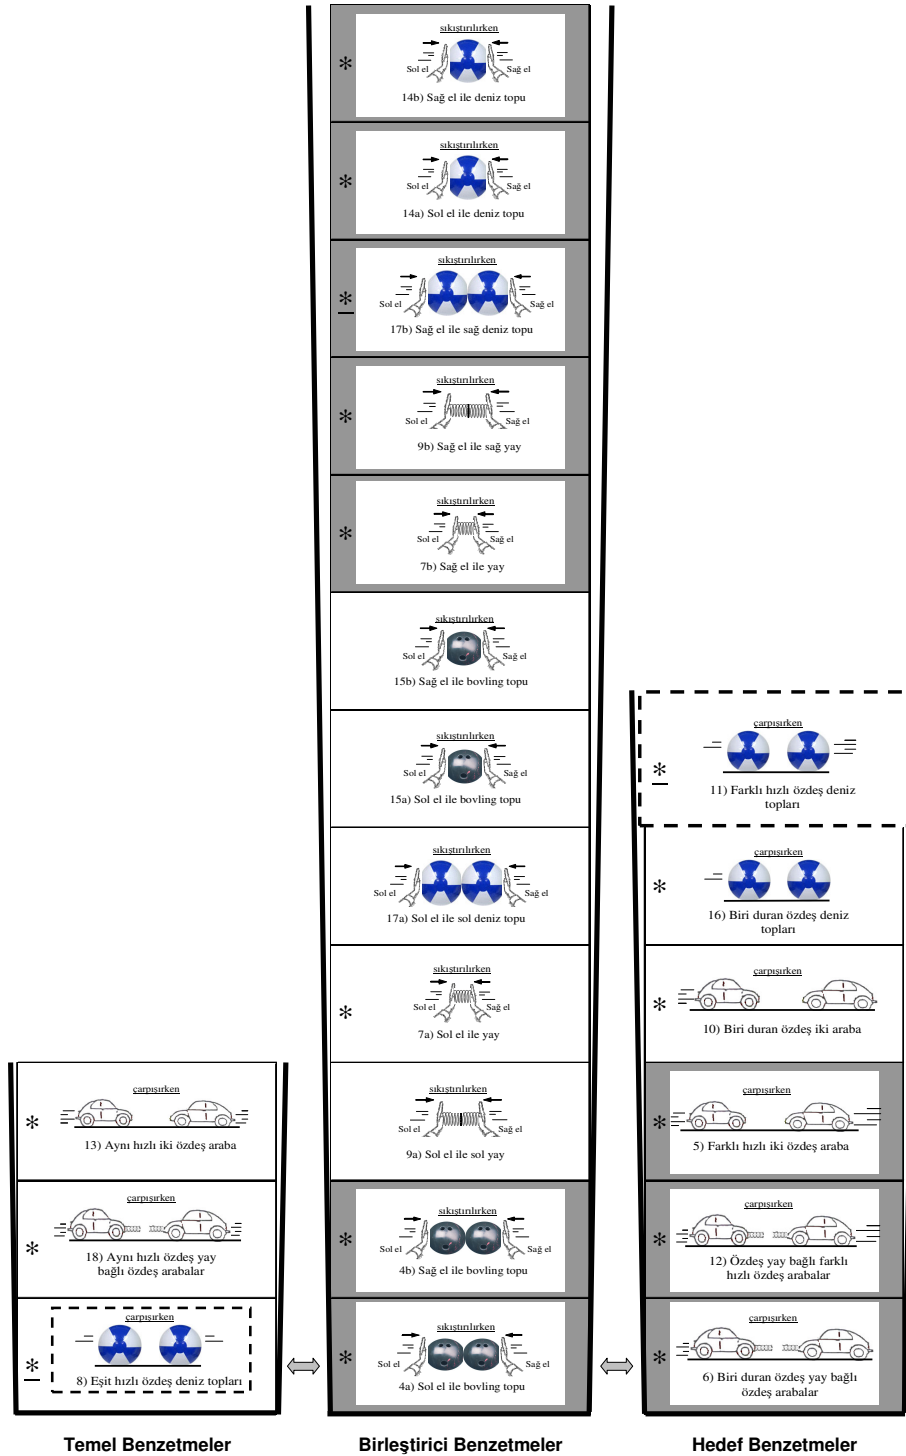 sıkıştırılırken
*
Sol el
Sağ el
14b) Sağ el ile deniz topu
sıkıştırılırken
*
Sol el
Sağ el
14a) Sol el ile deniz topu
sıkıştırılırken
*
Sol el
Sağ el
17b) Sağ el ile sağ deniz topu
sıkıştırılırken
*
Sol el
Sağ el
9b) Sağ el ile sağ yay
sıkıştırılırken
*
Sol el
Sağ el
7b) Sağ el ile yay
sıkıştırılırken
Sol el
Sağ el
15b) Sağ el ile bovling topu
sıkıştırılırken
Sol el
Sağ el
15a) Sol el ile bovling topu
sıkıştırılırken
Sol el
Sağ el
17a) Sol el ile sol deniz topu
sıkıştırılırken
*
Sol el
Sağ el
7a) Sol el ile yay
sıkıştırılırken
Sol el
Sağ el
9a) Sol el ile sol yay
sıkıştırılırken
*
Sol el
Sağ el
4b) Sağ el ile bovling topu
sıkıştırılırken
*
Sol el
Sağ el
4a) Sol el ile bovling topu
çarpışırken
*
11) Farklı hızlı özdeş deniz
topları
çarpışırken
*
16) Biri duran özdeş deniz
topları
çarpışırken
*
10) Biri duran özdeş iki araba
çarpışırken
*
5) Farklı hızlı iki özdeş araba
çarpışırken
*
12) Özdeş yay bağlı farklı
hızlı özdeş arabalar
çarpışırken
*
6) Biri duran özdeş yay bağlı
özdeş arabalar
çarpışırken
*
13) Aynı hızlı iki özdeş araba
çarpışırken
*
18) Aynı hızlı özdeş yay
bağlı özdeş arabalar
çarpışırken
*
8) Eşit hızlı özdeş deniz topları
Temel Benzetmeler
Birleştirici Benzetmeler
Hedef Benzetmeler